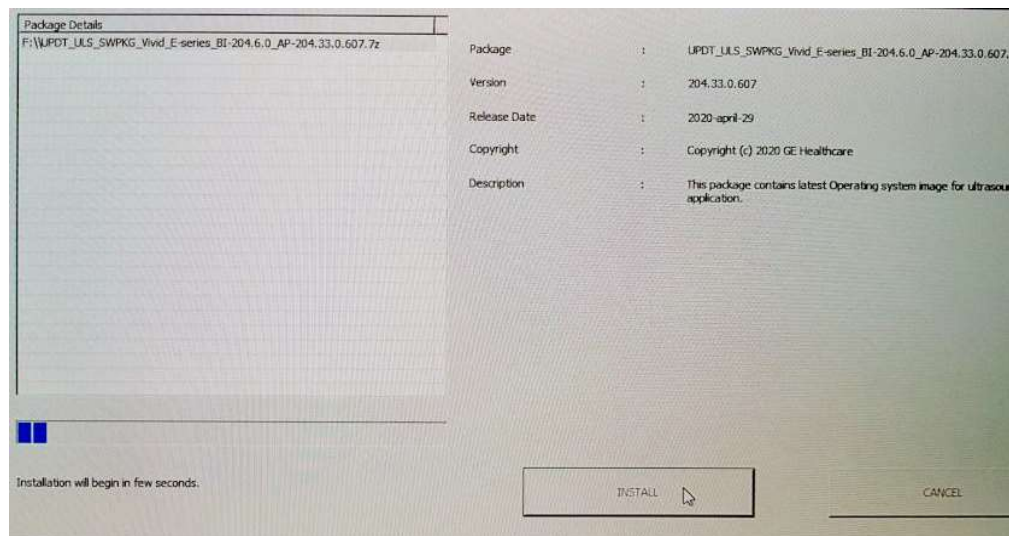 Package Details
F:\\UPDT_ULS_SWPKG_Vivid_E-series_BI-204.6.0_AP-204.33.0.607.7z
Package : UPDT_ULS_SWPKG_Vivid_E-series_BI-204.6.0_AP-204.33.0.607.
Version : 204.33.0.607
Release Date : 2020-april-29
Copyright : Copyright (c) 2020 GE Healthcare
Description : This package contains latest Operating system image for ultrasou
application.
Installation will begin in few seconds.
INSTALL
CANCEL